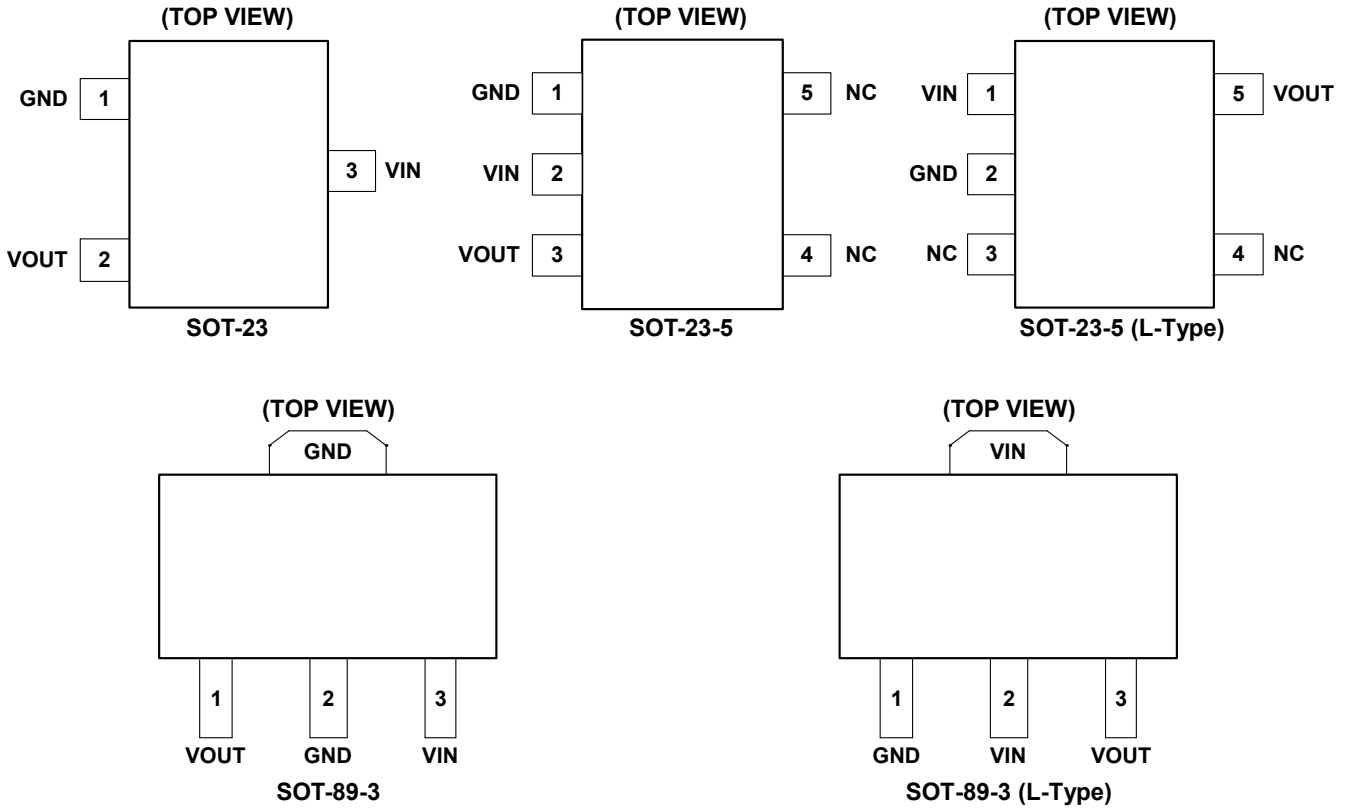 (TOP VIEW)
GND 1
3 VIN
VOUT 2
SOT-23
(TOP VIEW)
GND 1
5 NC
VIN 2
VOUT 3
4 NC
SOT-23-5
(TOP VIEW)
VIN 1
5 VOUT
GND 2
NC 3
4 NC
SOT-23-5 (L-Type)
(TOP VIEW)
GND
1 2 3
VOUT GND VIN
SOT-89-3
(TOP VIEW)
VIN
1 2 3
GND VIN VOUT
SOT-89-3 (L-Type)